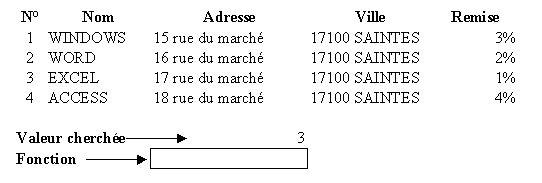 N° Nom Adresse Ville Remise
1 WINDOWS 15 rue du marché 17100 SAINTES 3%
2 WORD 16 rue du marché 17100 SAINTES 2%
3 EXCEL 17 rue du marché 17100 SAINTES 1%
4 ACCESS 18 rue du marché 17100 SAINTES 4%
Valeur cherchée 3
Fonction